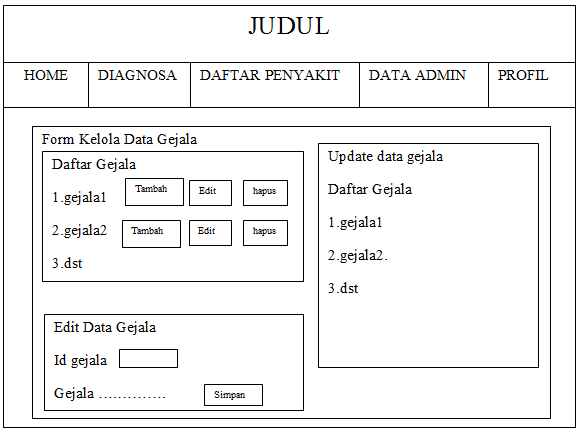 JUDUL
HOME DIAGNOSA DAFTAR PENYAKIT DATA ADMIN PROFIL
Form Kelola Data Gejala
Daftar Gejala
1.gejala1 Tambah Edit hapus
2.gejala2 Tambah Edit hapus
3.dst
Edit Data Gejala
Id gejala
Gejala .............. Simpan
Update data gejala
Daftar Gejala
1.gejala1
2.gejala2.
3.dst